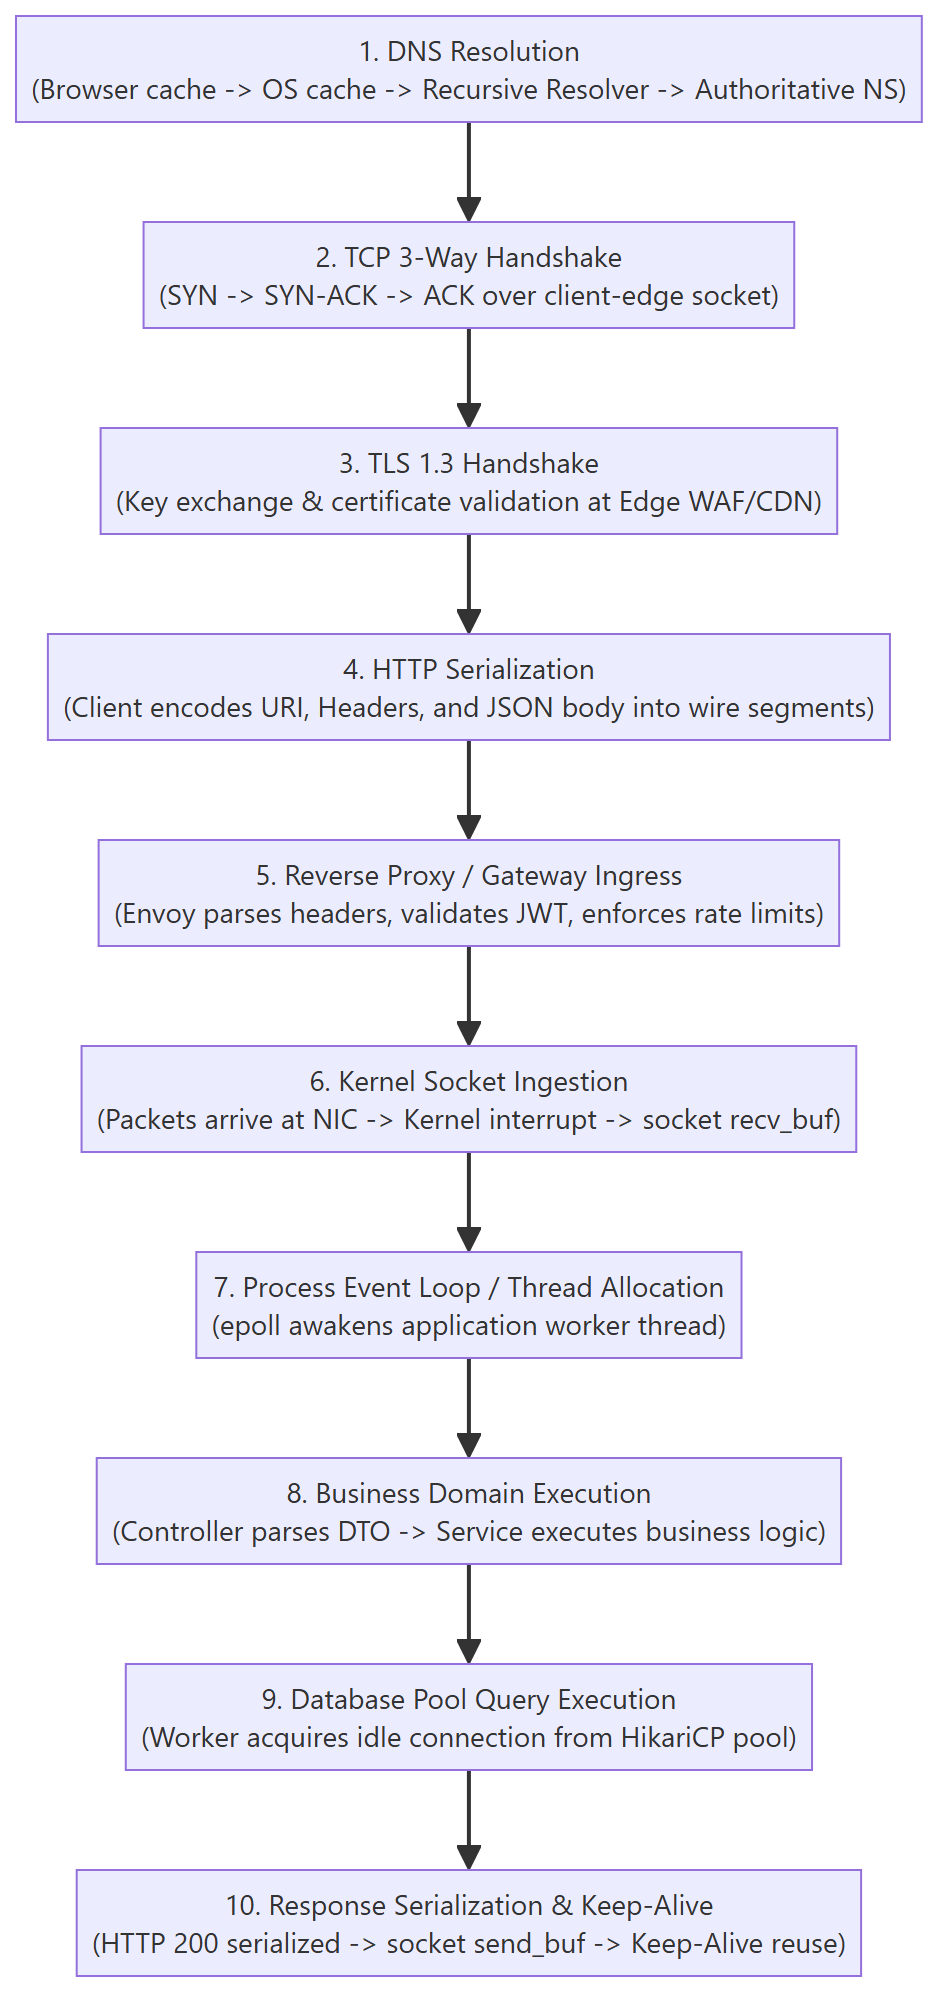 1. DNS Resolution
(Browser cache -> OS cache -> Recursive Resolver -> Authoritative NS)
2. TCP 3-Way Handshake
(SYN -> SYN-ACK -> ACK over client-edge socket)
3. TLS 1.3 Handshake
(Key exchange & certificate validation at Edge WAF/CDN)
4. HTTP Serialization
(Client encodes URI, Headers, and JSON body into wire segments)
5. Reverse Proxy / Gateway Ingress
(Envoy parses headers, validates JWT, enforces rate limits)
6. Kernel Socket Ingestion
(Packets arrive at NIC -> Kernel interrupt -> socket recv_buf)
7. Process Event Loop / Thread Allocation
(epoll awakens application worker thread)
8. Business Domain Execution
(Controller parses DTO -> Service executes business logic)
9. Database Pool Query Execution
(Worker acquires idle connection from HikariCP pool)
10. Response Serialization & Keep-Alive
(HTTP 200 serialized -> socket send_buf -> Keep-Alive reuse)